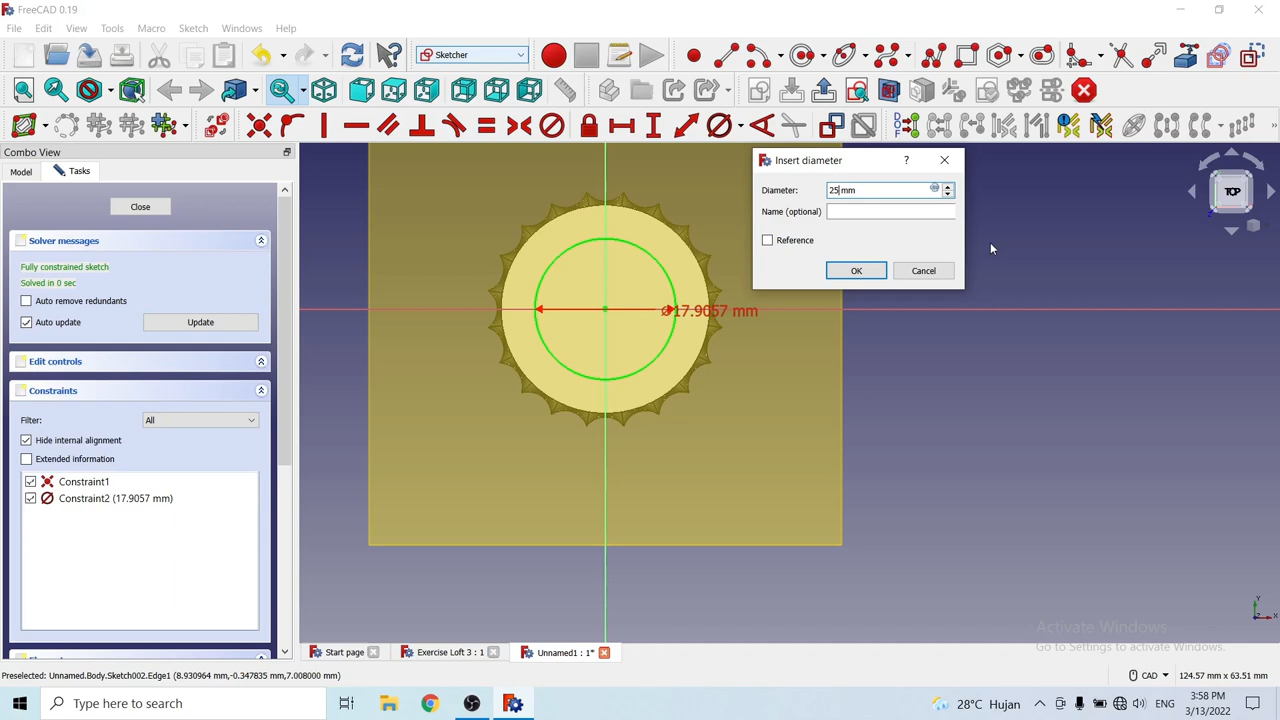 FreeCAD 0.19
File Edit View Tools Macro Sketch Windows Help
Sketcher
Combo View
Model Tasks
Close
Solver messages
Fully constrained sketch
Solved in 0 sec
Auto remove redundants
Auto update Update
Edit controls
Constraints
Filter: All
Hide internal alignment
Extended information
Constraint1
Constraint2 (17.9057 mm)
Insert diameter
?
Diameter: 25 mm
Name (optional)
Reference
OK Cancel
TOP
Z
⌀17.9057 mm
Y
Z X
Activate Windows
Go to Settings to activate Windows.
Start page Exercise Loft 3 : 1 Unnamed1 : 1*
Preselected: Unnamed.Body.Sketch002.Edge1 (8.930964 mm,-0.347835 mm,7.008000 mm)
CAD 124.57 mm x 63.51 mm
Type here to search
28°C Hujan
ENG
3:58 PM
3/13/2022